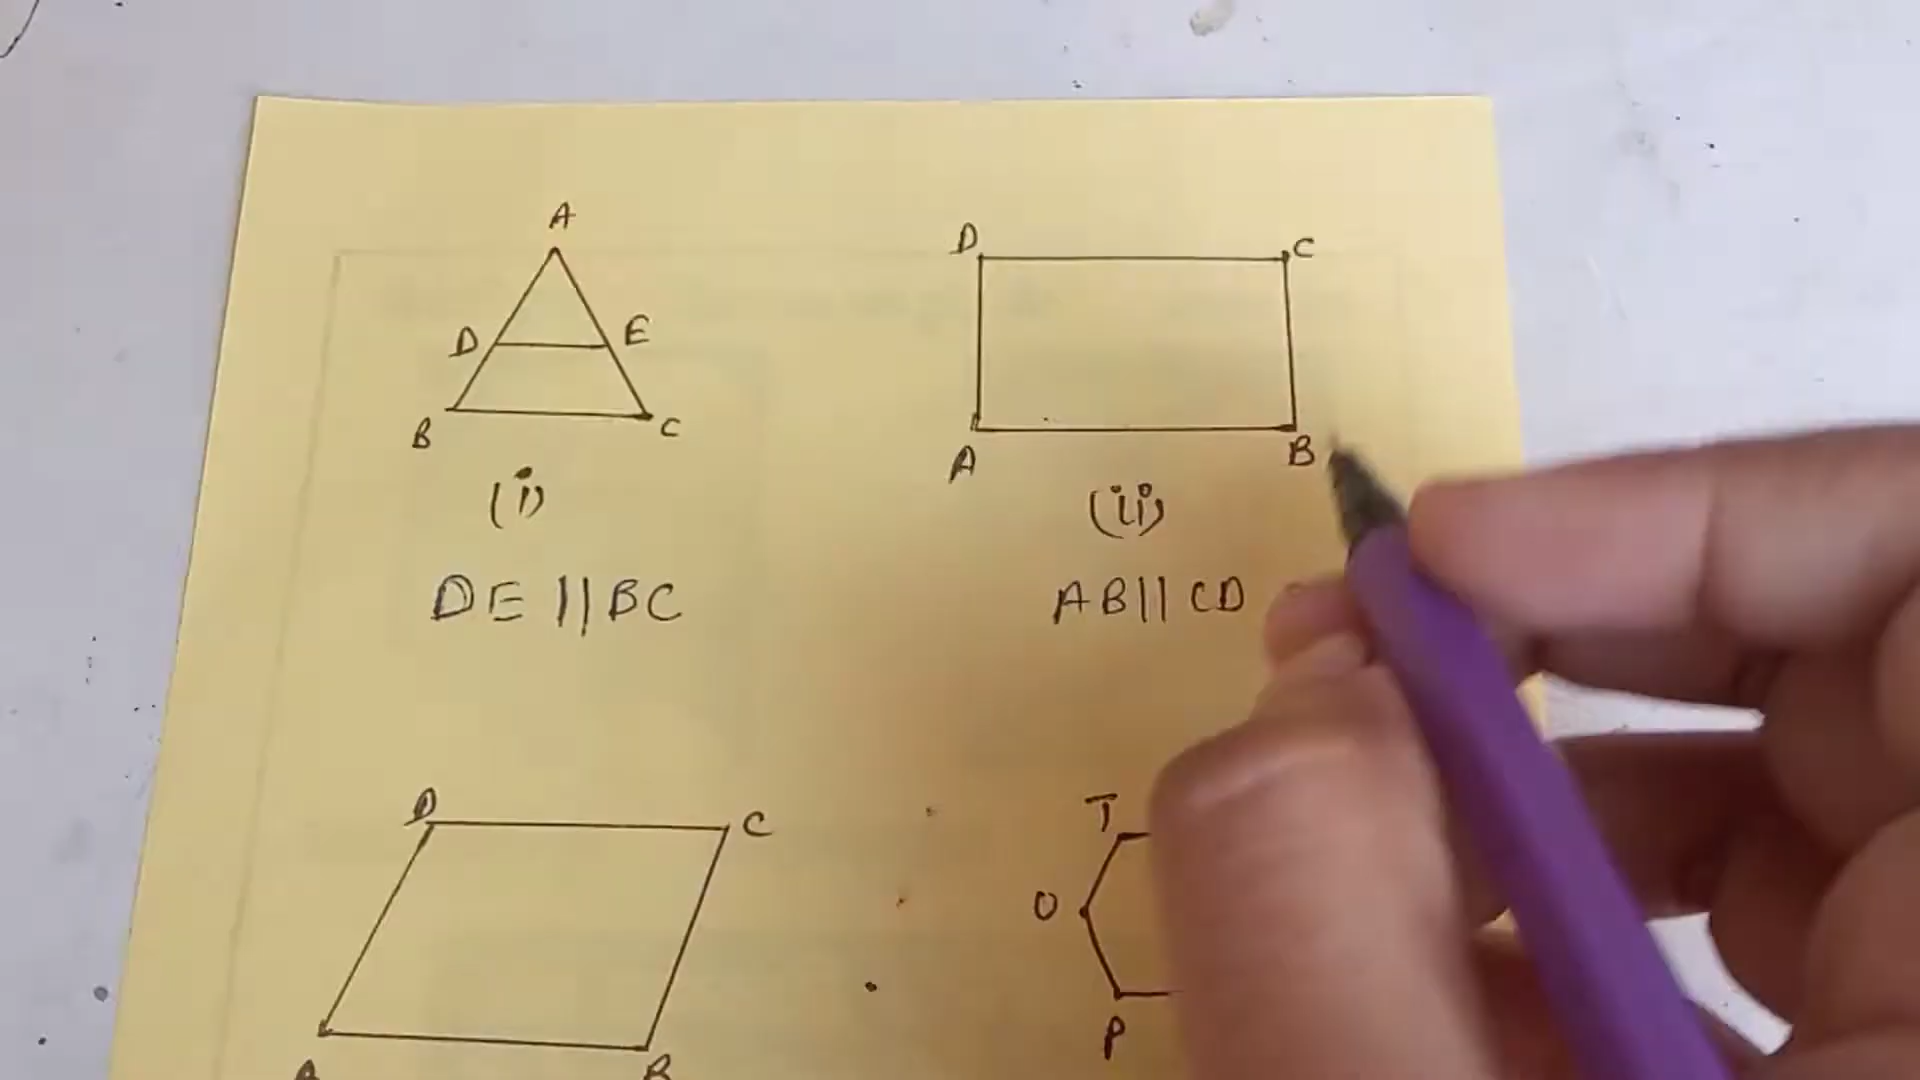 A
D E
B C
(i)
DE || BC
D C
A B
(ii)
AB || CD
D C
A B
T
O
P